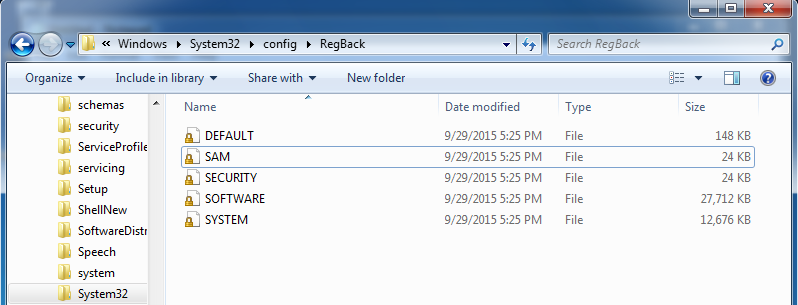 Windows System32 config RegBack Search RegBack
Organize Include in library Share with New folder
schemas
security
ServiceProfile
servicing
Setup
ShellNew
SoftwareDistr
Speech
system
System32
Name Date modified Type Size
DEFAULT 9/29/2015 5:25 PM File 148 KB
SAM 9/29/2015 5:25 PM File 24 KB
SECURITY 9/29/2015 5:25 PM File 24 KB
SOFTWARE 9/29/2015 5:25 PM File 27,712 KB
SYSTEM 9/29/2015 5:25 PM File 12,676 KB